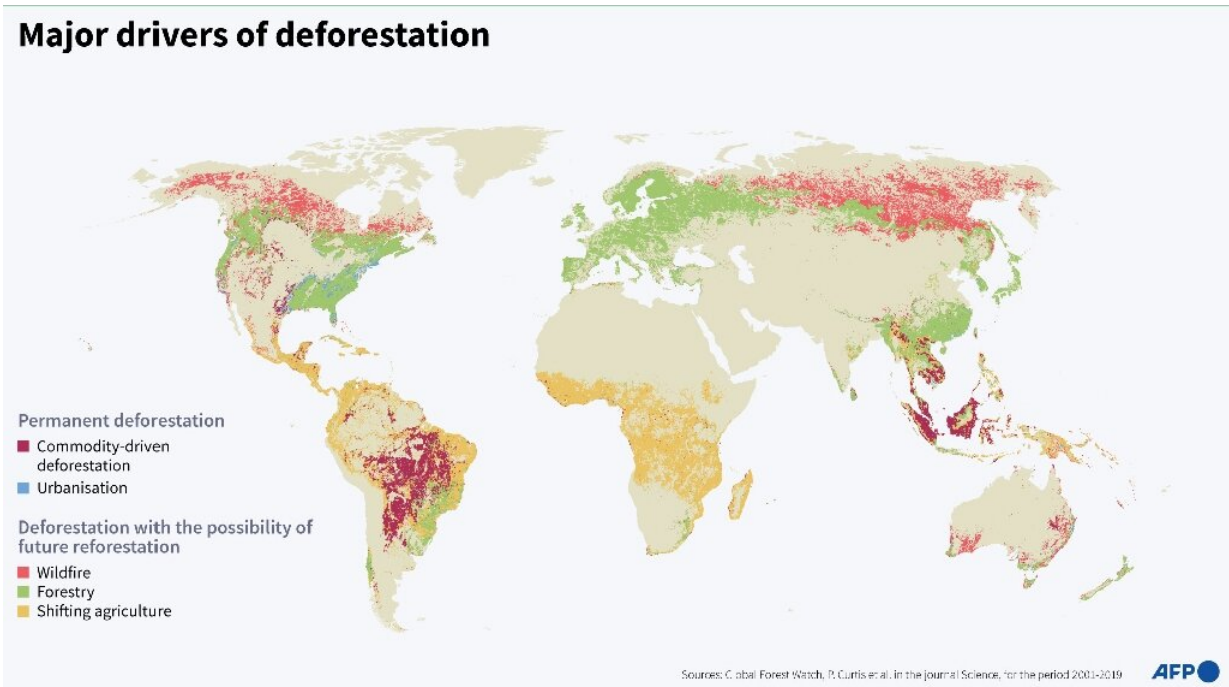 Major drivers of deforestation
Permanent deforestation
Commodity-driven
deforestation
Urbanisation
Deforestation with the possibility of
future reforestation
Wildfire
Forestry
Shifting agriculture
Sources: Global Forest Watch, P. Curtis et al. in the journal Science, for the period 2001-2019
AFP